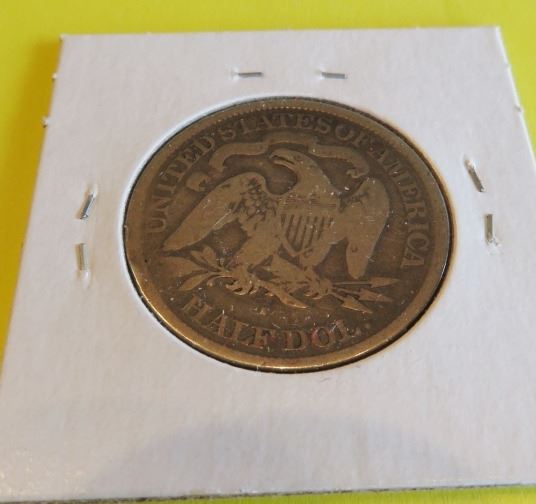 UNITED STATES OF AMERICA
HALF DOL.